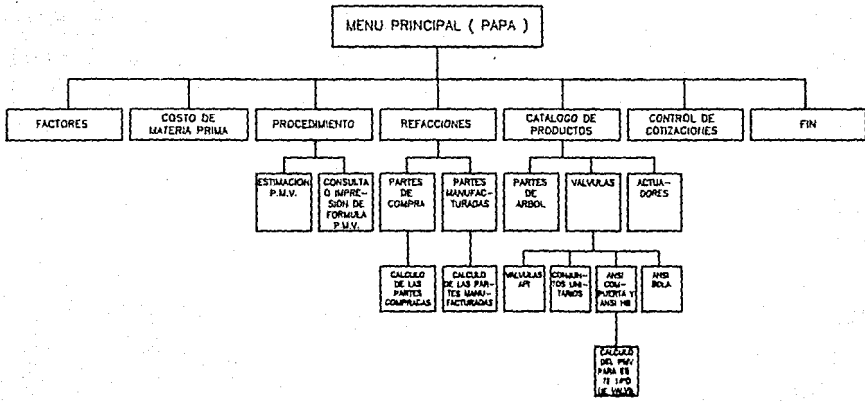 MENU PRINCIPAL ( PAPA )
FACTORES
COSTO DE
MATERIA PRIMA
PROCEDIMIENTO
REFACCIONES
CATALOGO DE
PRODUCTOS
CONTROL DE
COTIZACIONES
FIN
ESTIMACION
P.M.V.
CONSULTA
O IMPRE-
SIÓN DE
FORMULA
P.M.V.
PARTES
DE
COMPRA
PARTES
MANUFAC-
TURADAS
PARTES
DE
ARBOL
VALVULAS
ACTUA-
DORES
CALCULO
DE LAS
PARTES
COMPRADAS
CALCULO
DE LAS PAR-
TES MANU-
FACTURADAS
VALVULAS
API
CONJUN-
TOS UNI-
TARIOS
ANSI
COM-
PUERTA Y
ANSI
ANSI
BOLA
CALCULO
DEL PMV
PARA ES
TE TIPO
DE VALVS.